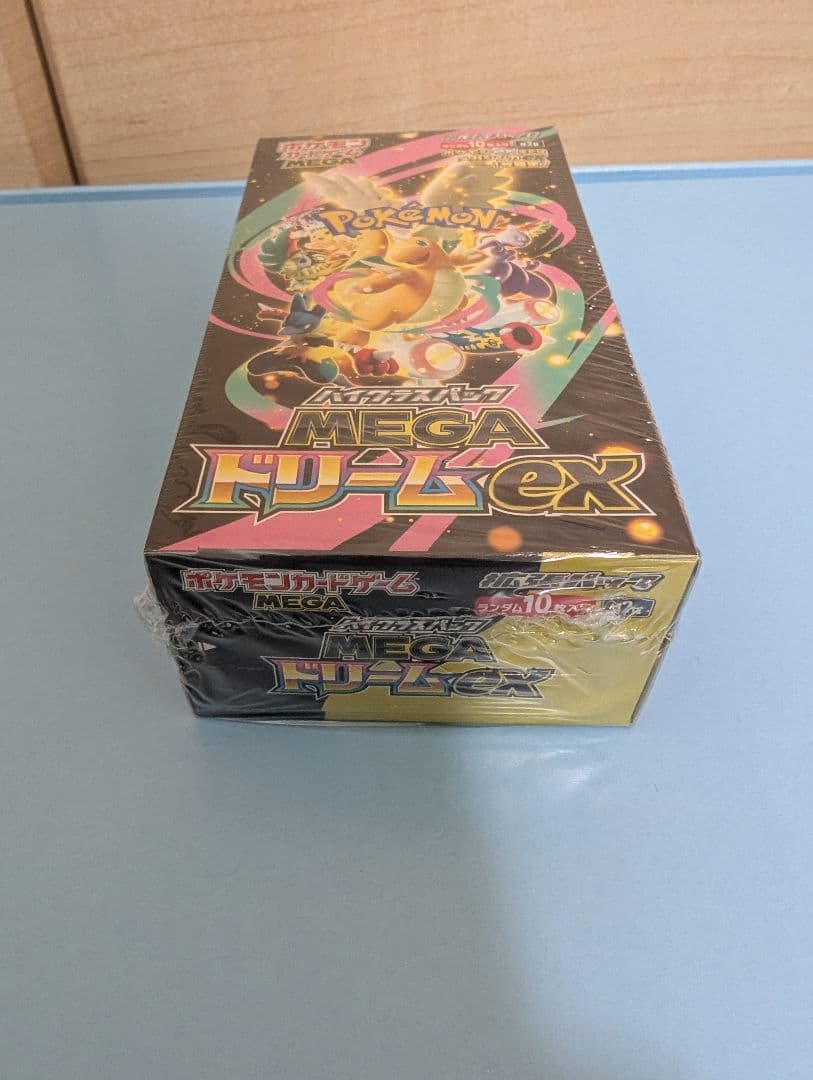 ポケモン
カードゲーム
MEGA
Pokémon
ハイクラスパック
MEGA
ドリームex
ポケモンカードゲーム
MEGA
拡張パック
ランダム10枚入り
ハイクラスパック
MEGA
ドリームex